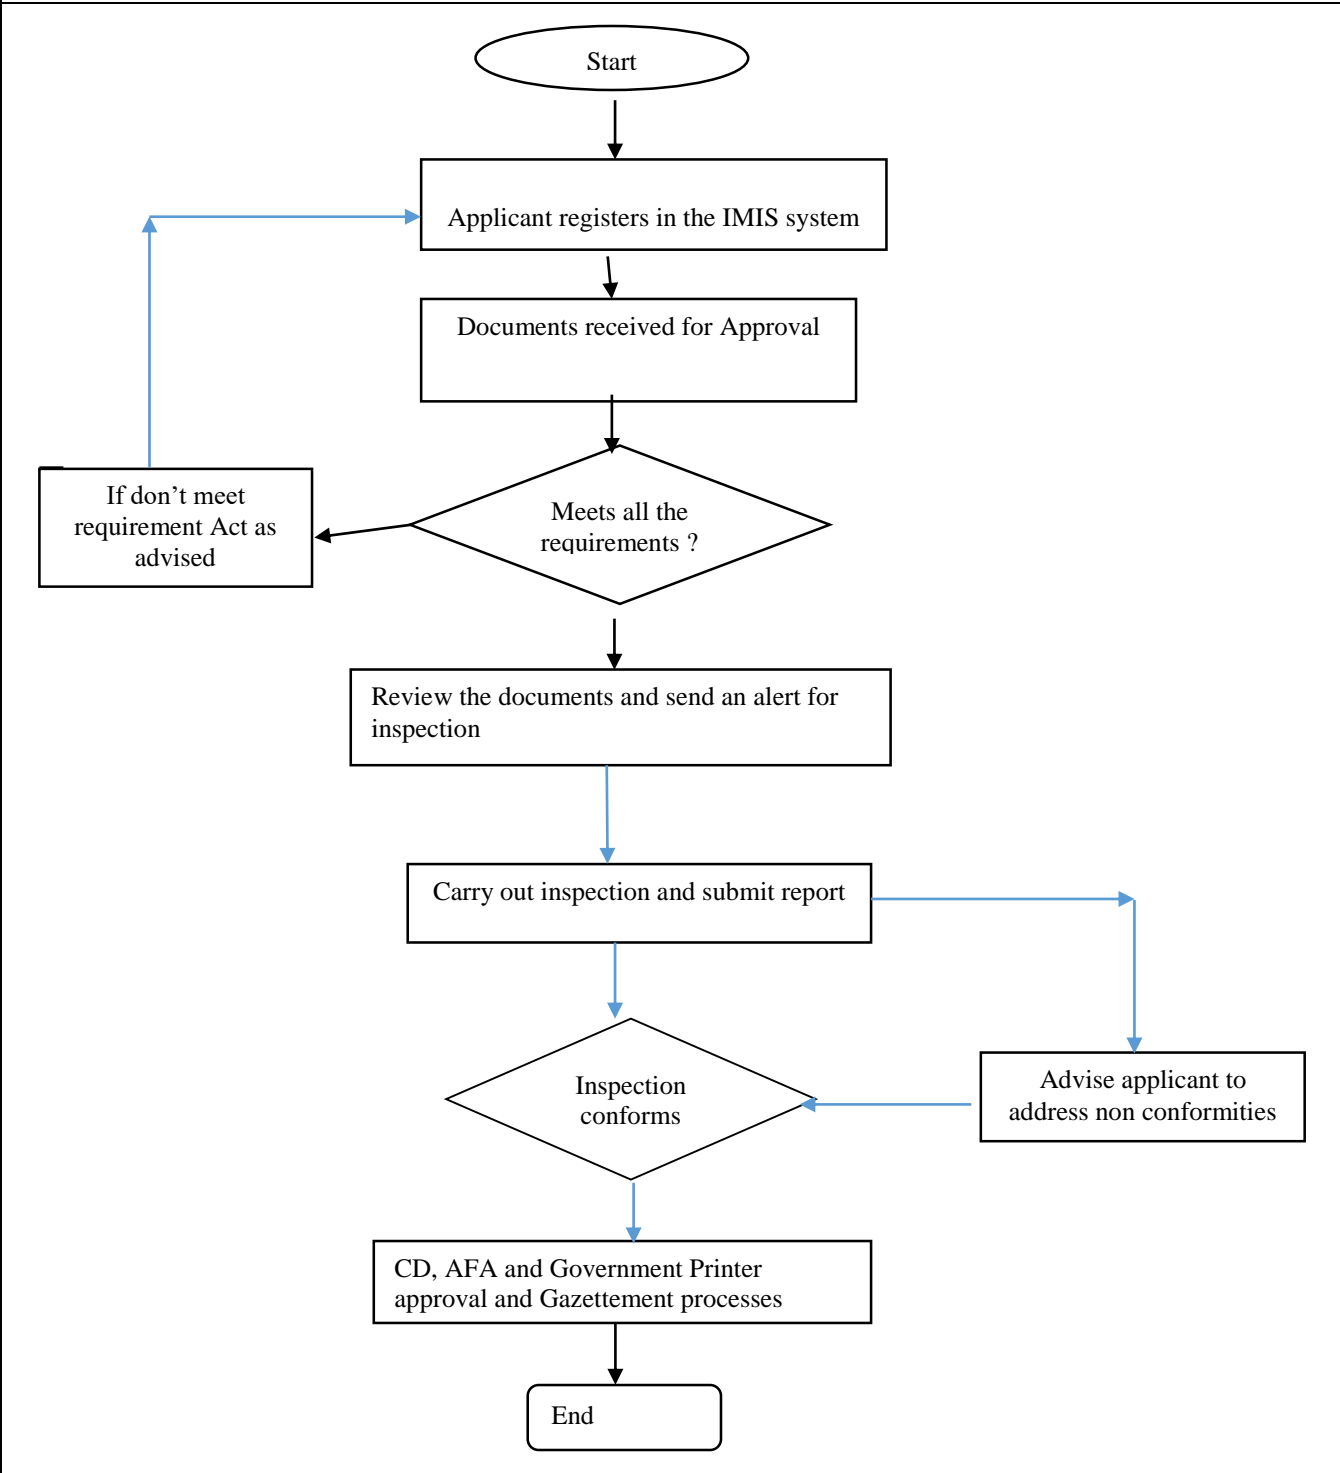 Start
Applicant registers in the IMIS system
Documents received for Approval
If don’t meet
requirement Act as
advised
Meets all the
requirements ?
Review the documents and send an alert for
inspection
Carry out inspection and submit report
Inspection
conforms
Advise applicant to
address non conformities
CD, AFA and Government Printer
approval and Gazettement processes
End